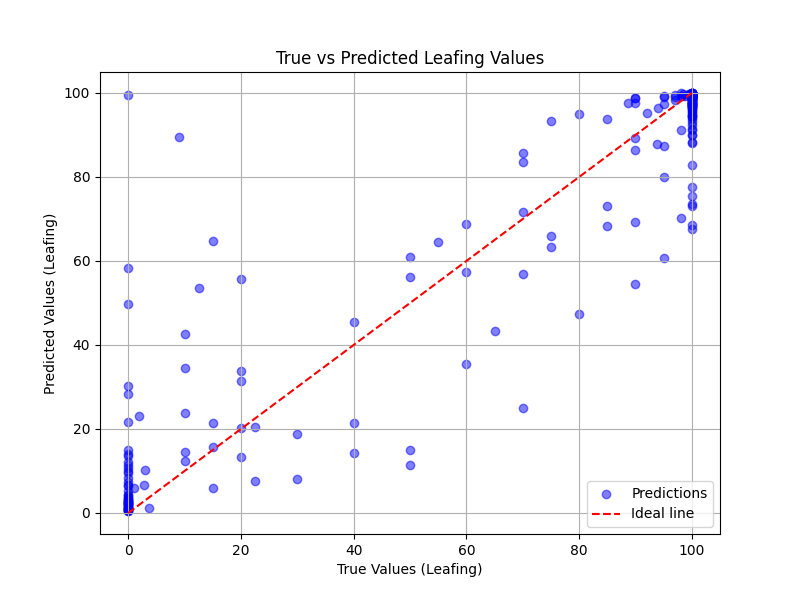 True vs Predicted Leafing Values
Predicted Values (Leafing)
100
80
60
40
20
0
Predictions
Ideal line
0 20 40 60 80 100
True Values (Leafing)